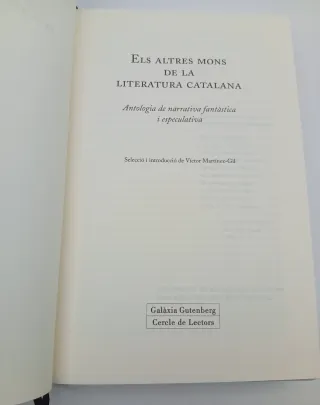 ELS ALTRES MONS
DE LA
LITERATURA CATALANA
Antologia de narrativa fantàstica
i especulativa
Selecció i introducció de Víctor Martínez-Gil
Galàxia Gutenberg
Cercle de Lectors